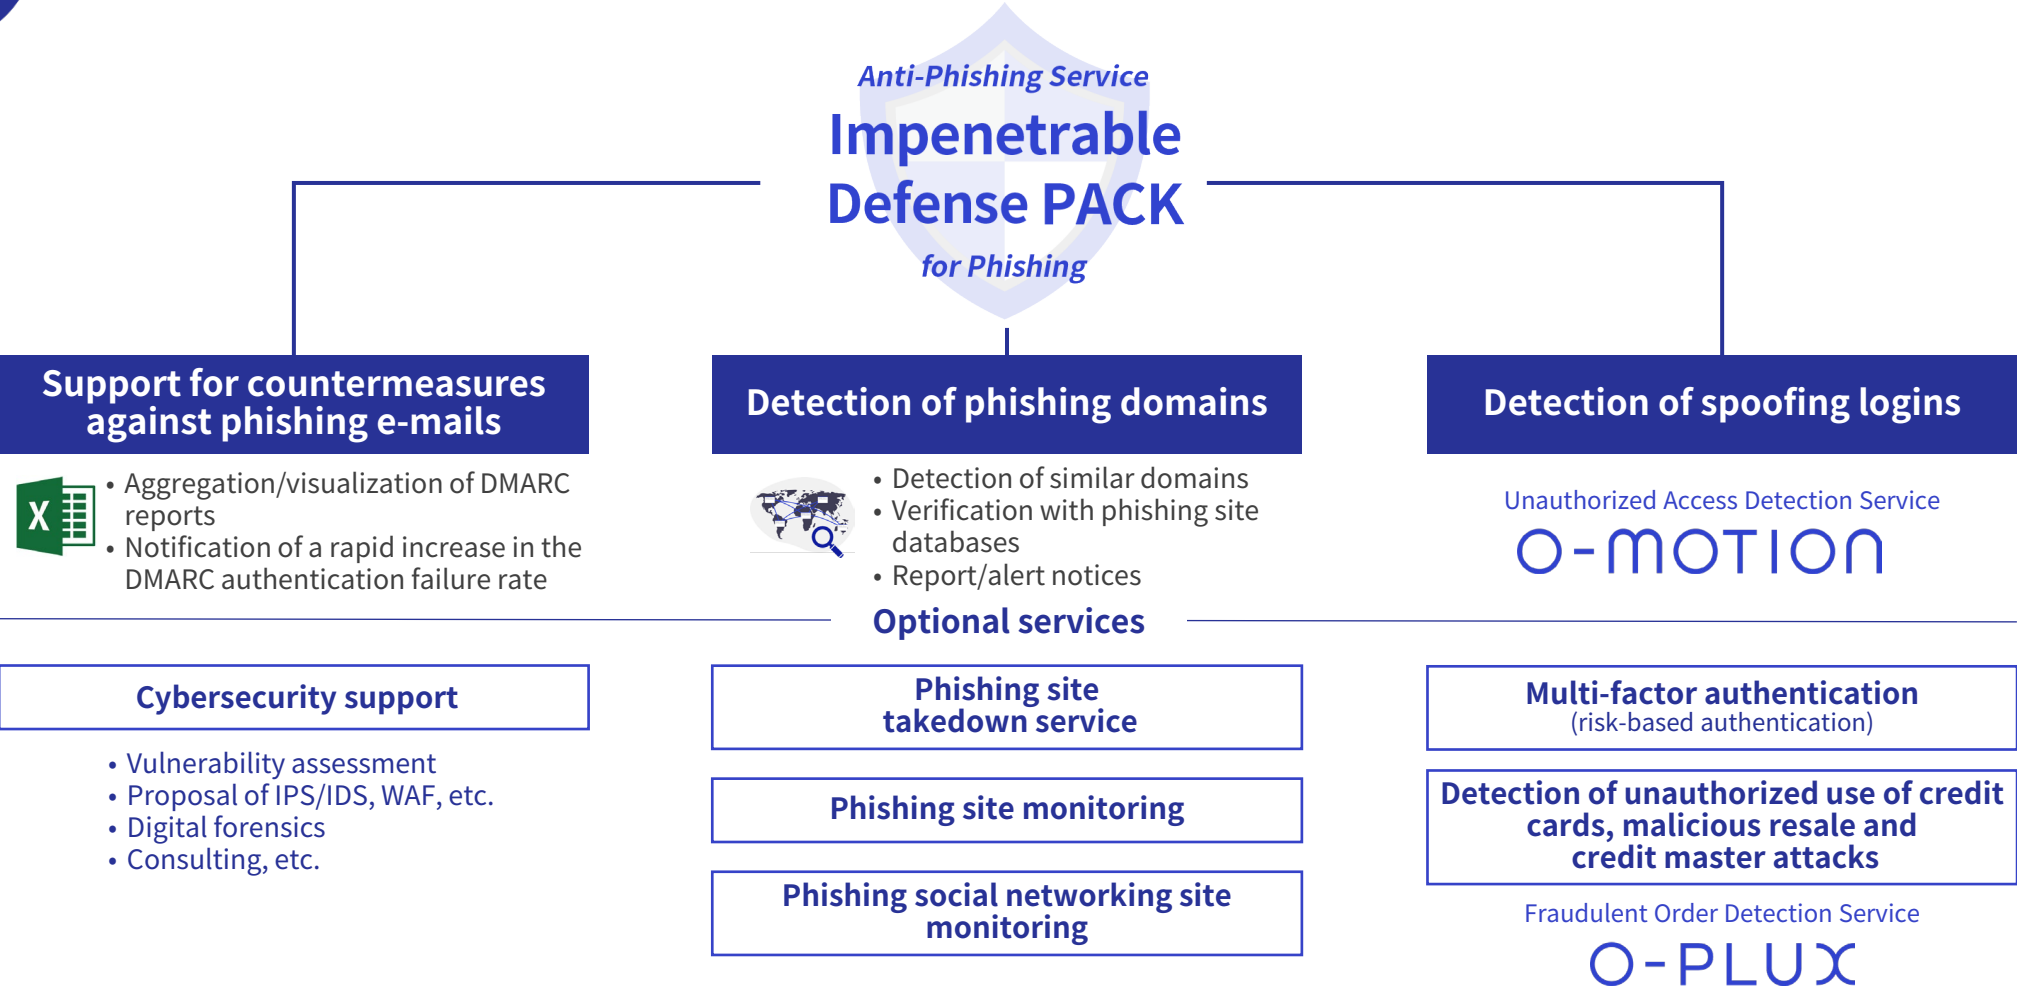 Anti-Phishing Service
Impenetrable
Defense PACK
for Phishing
Support for countermeasures
against phishing e-mails
X
• Aggregation/visualization of DMARC
reports
• Notification of a rapid increase in the
DMARC authentication failure rate
Detection of phishing domains
• Detection of similar domains
• Verification with phishing site
databases
• Report/alert notices
Detection of spoofing logins
Unauthorized Access Detection Service
O-MOTION
Optional services
Cybersecurity support
• Vulnerability assessment
• Proposal of IPS/IDS, WAF, etc.
• Digital forensics
• Consulting, etc.
Phishing site
takedown service
Phishing site monitoring
Phishing social networking site
monitoring
Multi-factor authentication
(risk-based authentication)
Detection of unauthorized use of credit
cards, malicious resale and
credit master attacks
Fraudulent Order Detection Service
O-PLUX